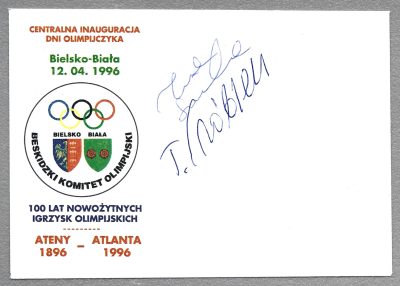 CENTRALNA INAUGURACJA
DNI OLIMPIJCZYKA
Bielsko-Biała
12. 04. 1996
BIELSKO BIAŁA
BESKIDZKI KOMITET OLIMPIJSKI
100 LAT NOWOŻYTNYCH
IGRZYSK OLIMPIJSKICH
---------
ATENY – ATLANTA
1896 1996